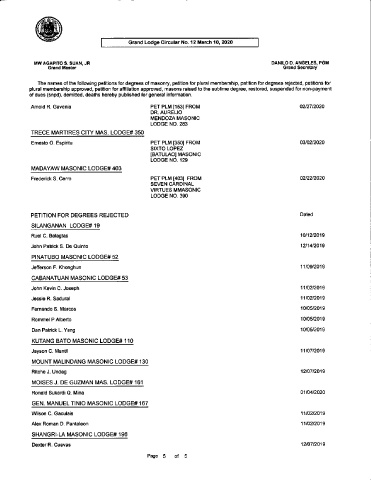 Grand Lodge Circular No. 12 March 10, 2020
MW AGAPITO S. SUAN, JR
Grand Master
DANILO D. ANGELES, PGM
Grand Secretary
The names of the following petitions for degrees of masonry, petition for plural membership, petition for degrees rejected, petitions for
plural membership approved, petition for affiliation approved, masons raised to the sublime degree, restored, suspended for non-payment
of dues (snpd), demitted, deaths hereby published for general information.
Arnold R. Gavenia PET PLM [163] FROM 02/27/2020
DR. AURELIO
MENDOZA MASONIC
LODGE NO. 283
TRECE MARTIRES CITY MAS. LODGE# 350
Ernesto O. Espiritu PET PLM [350] FROM 03/02/2020
SIXTO LOPEZ
[BATULAO] MASONIC
LODGE NO. 129
MADAYAW MASONIC LODGE# 403
Frederick S. Cerro PET PLM [403] FROM 02/22/2020
SEVEN CARDINAL
VIRTUES MMASONIC
LODGE NO. 390
PETITION FOR DEGREES REJECTED Dated
SILANGANAN LODGE# 19
Ruel C. Balagtas 10/12/2019
John Patrick S. De Quinto 12/14/2019
PINATUBO MASONIC LODGE# 52
Jefferson F. Khonghun 11/09/2019
CABANATUAN MASONIC LODGE# 53
John Kevin C. Joseph 11/02/2019
Jessie R. Sadural 11/02/2019
Fernando S. Marcos 10/05/2019
Rommel P Alberto 10/05/2019
Dan Patrick L. Yang 10/05/2019
KUTANG BATO MASONIC LODGE# 110
Jayson C. Mantil 11/07/2019
MOUNT MALINDANG MASONIC LODGE# 130
Ritche J. Undag 12/07/2019
MOISES J. DE GUZMAN MAS. LODGE# 161
Ronald Sukardi Q. Mina 01/04/2020
GEN. MANUEL TINIO MASONIC LODGE# 167
Wilson C. Gaculais 11/02/2019
Alex Roman D. Pantaleon 11/02/2019
SHANGRI-LA MASONIC LODGE# 196
Dexter R. Cuevas 12/07/2019
Page 5 of 5